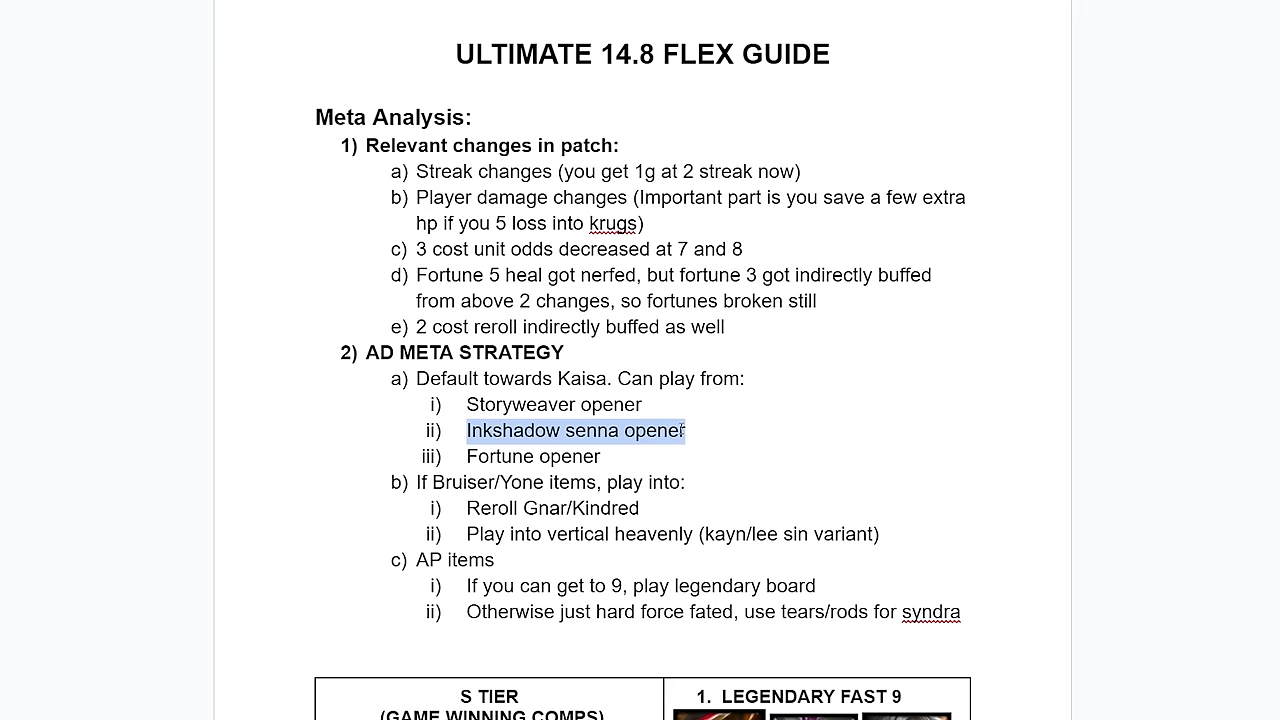 ULTIMATE 14.8 FLEX GUIDE
Meta Analysis:
1) Relevant changes in patch:
a) Streak changes (you get 1g at 2 streak now)
b) Player damage changes (Important part is you save a few extra
hp if you 5 loss into krugs)
c) 3 cost unit odds decreased at 7 and 8
d) Fortune 5 heal got nerfed, but fortune 3 got indirectly buffed
from above 2 changes, so fortunes broken still
e) 2 cost reroll indirectly buffed as well
2) AD META STRATEGY
a) Default towards Kaisa. Can play from:
i) Storyweaver opener
ii) Inkshadow senna opener
iii) Fortune opener
b) If Bruiser/Yone items, play into:
i) Reroll Gnar/Kindred
ii) Play into vertical heavenly (kayn/lee sin variant)
c) AP items
i) If you can get to 9, play legendary board
ii) Otherwise just hard force fated, use tears/rods for syndra
S TIER
(GAME WINNING COMPS)
1. LEGENDARY FAST 9